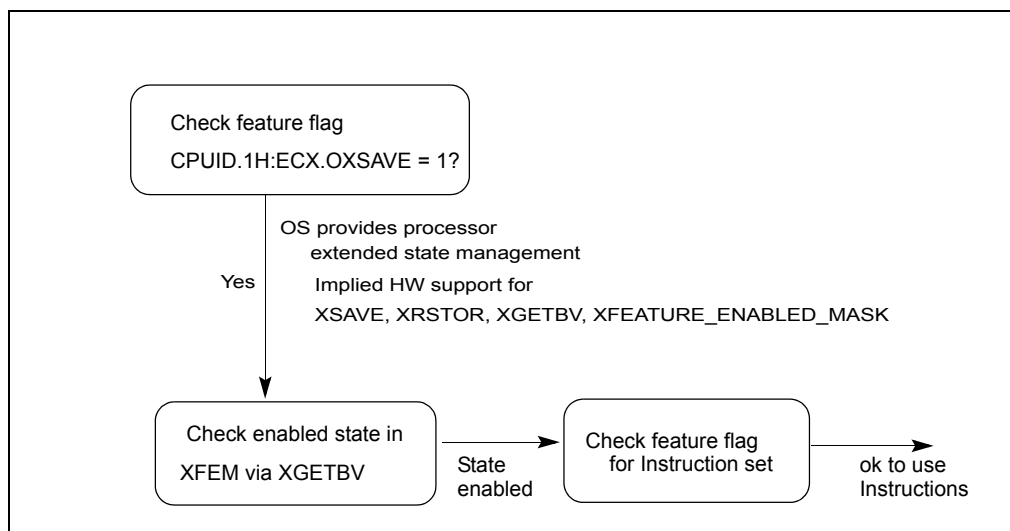 Check feature flag
CPUID.1H:ECX.OXSAVE = 1?
OS provides processor
extended state management
Yes
Implied HW support for
XSAVE, XRSTOR, XGETBV, XFEATURE_ENABLED_MASK
Check enabled state in
XFEM via XGETBV
State
enabled
Check feature flag
for Instruction set
ok to use
Instructions